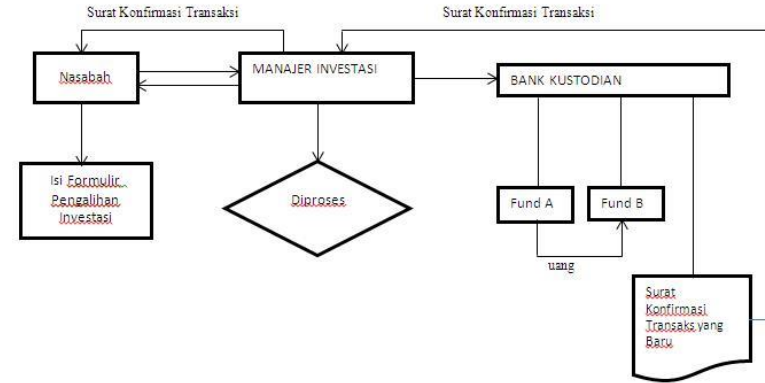 Surat Konfirmasi Transaksi
Surat Konfirmasi Transaksi
Nasabah
MANAJER INVESTASI
BANK KUSTODIAN
Isi Formulir
Pengalihan
Investasi
Diproses
Fund A
Fund B
uang
Surat
Konfirmasi
Transaks yang
Baru